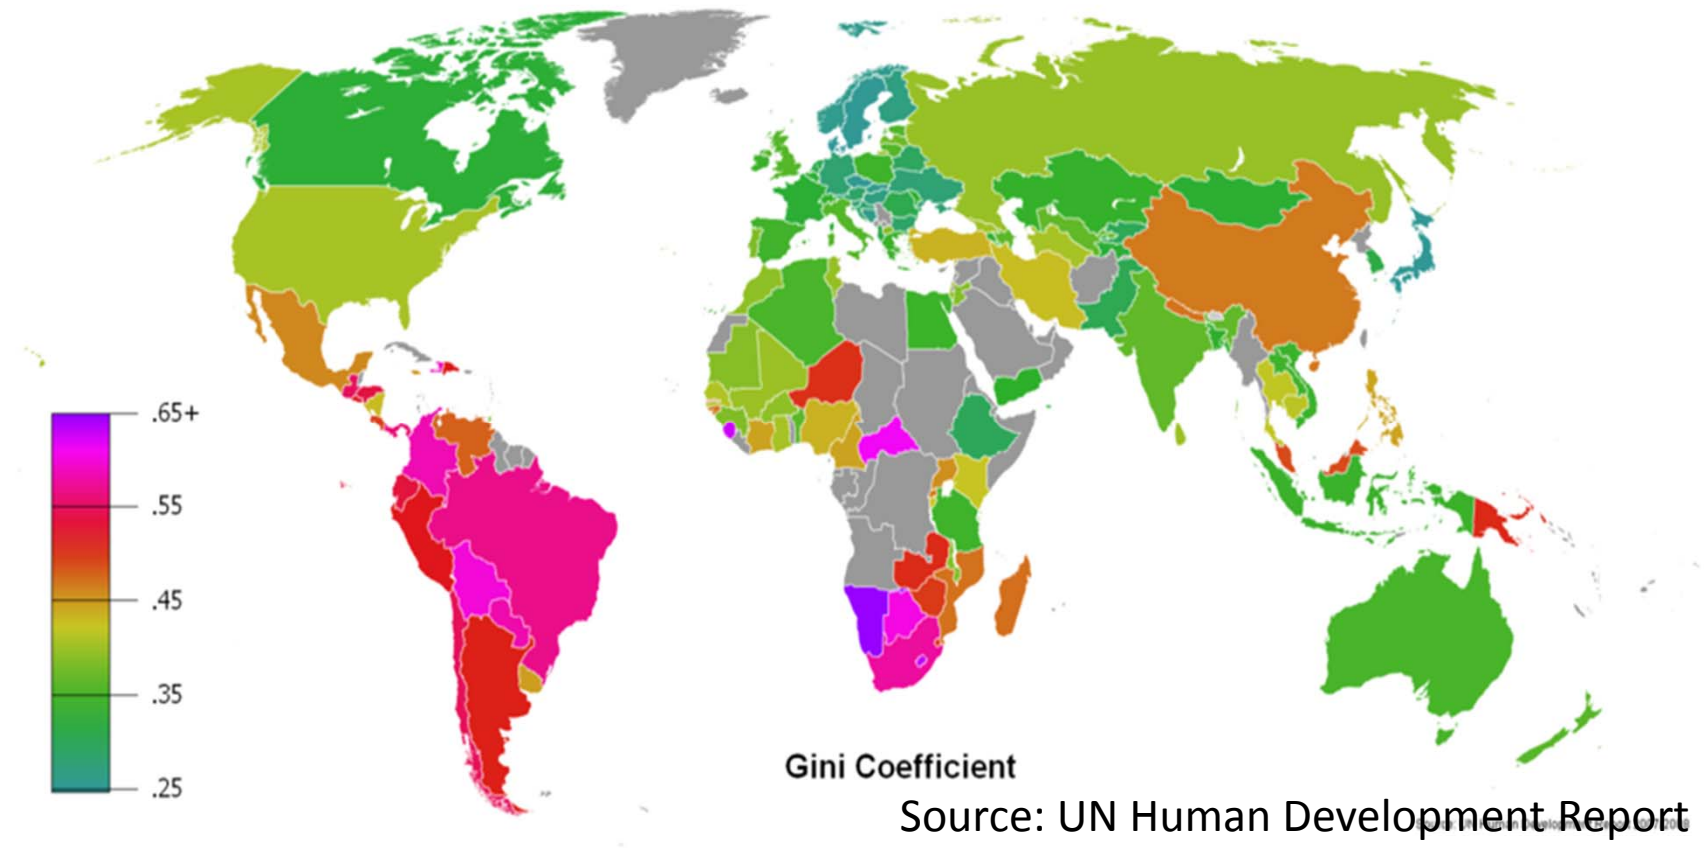 .65+
.55
.45
.35
.25
Gini Coefficient
Source: UN Human Development Report